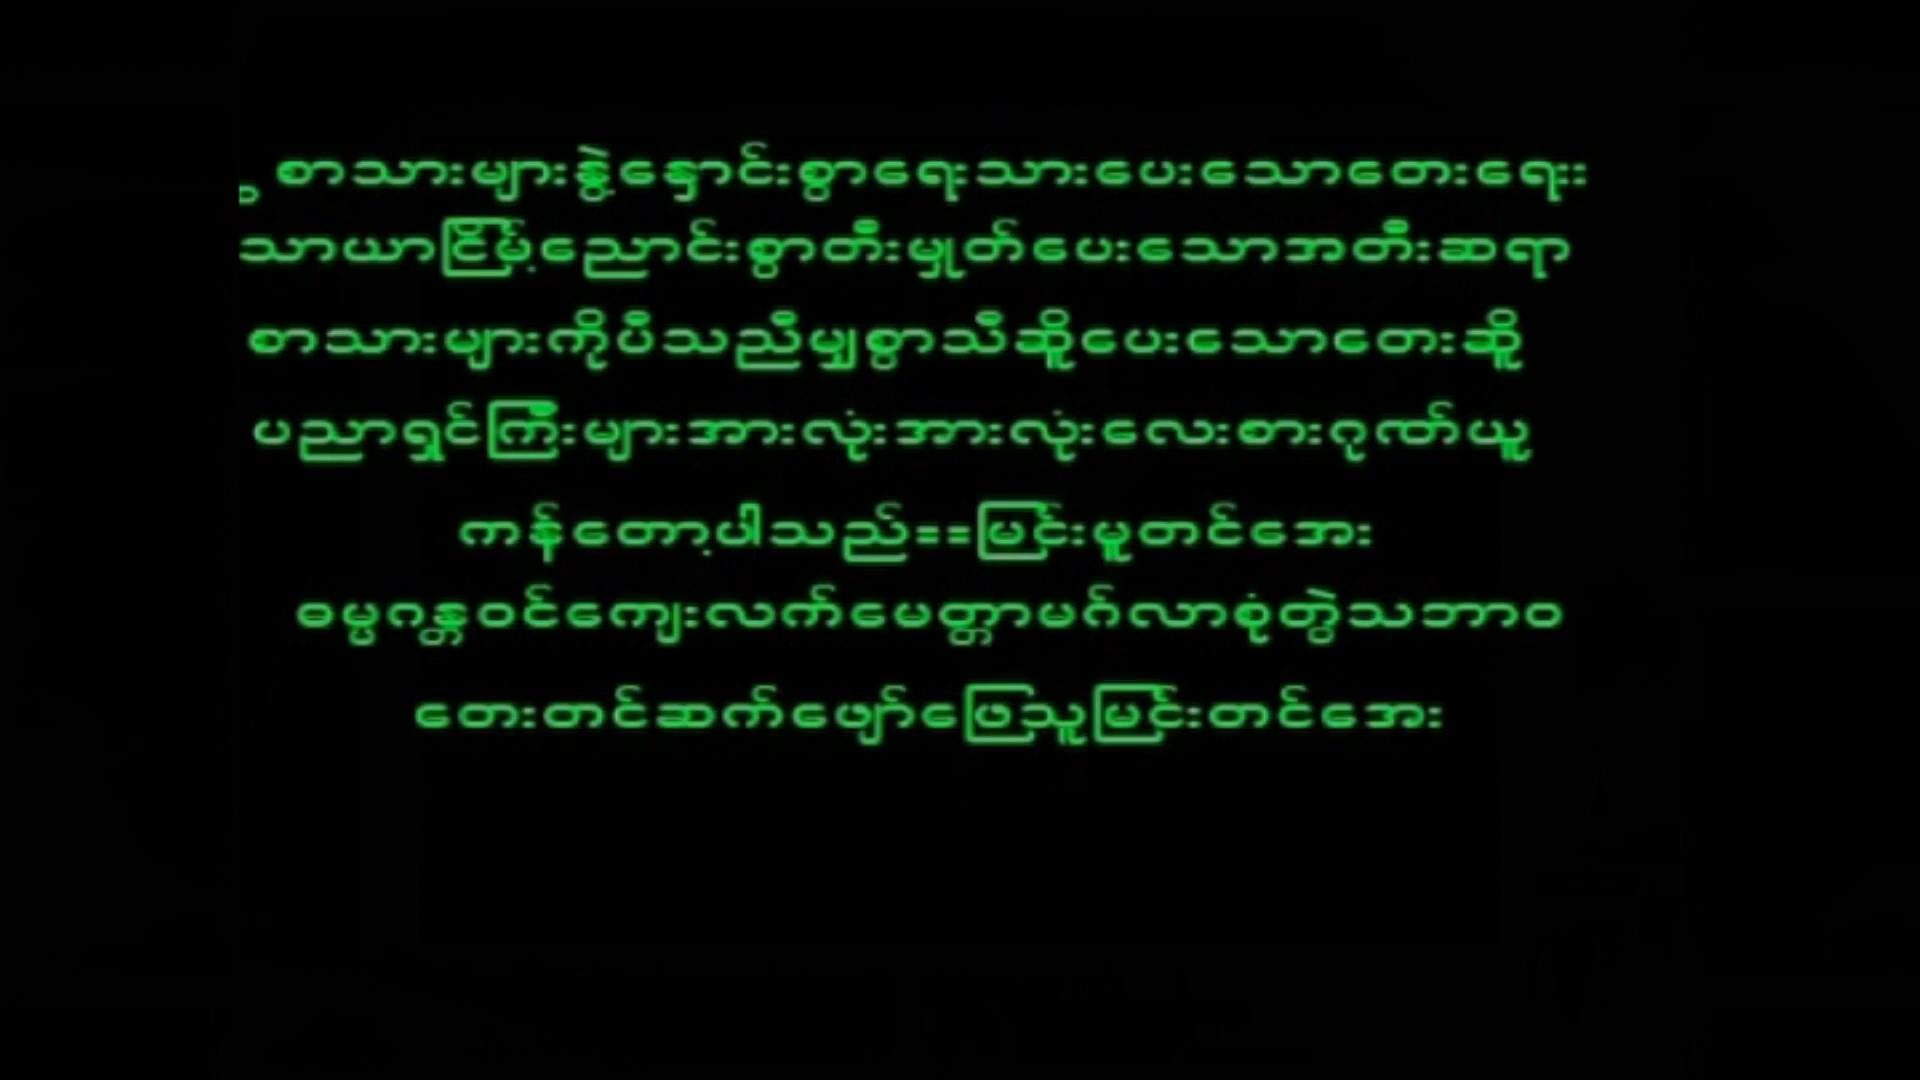 စာသားများနွဲ့နှောင်းစွာရေးသားပေးသောတေးရေးး
သာယာငြိမ့်ညောင်းစွာတီးမှုတ်ပေးသောအတီးဆရာ
စာသားများကိုပီသညီမျှစွာသီဆိုပေးသောတေးဆို
ပညာရှင်ကြီးများအားလုံးအားလုံးလေးစားဂုဏ်ယူ
ကန်တော့ပါသည်==မြင်းမူတင်အေး
ဓမ္မဂန္တဝင်ကျေးလက်မေတ္တာမင်္ဂလာစုံတွဲသဘာဝ
တေးတင်ဆက်ဖျော်ဖြေသူမြင်းတင်အေး